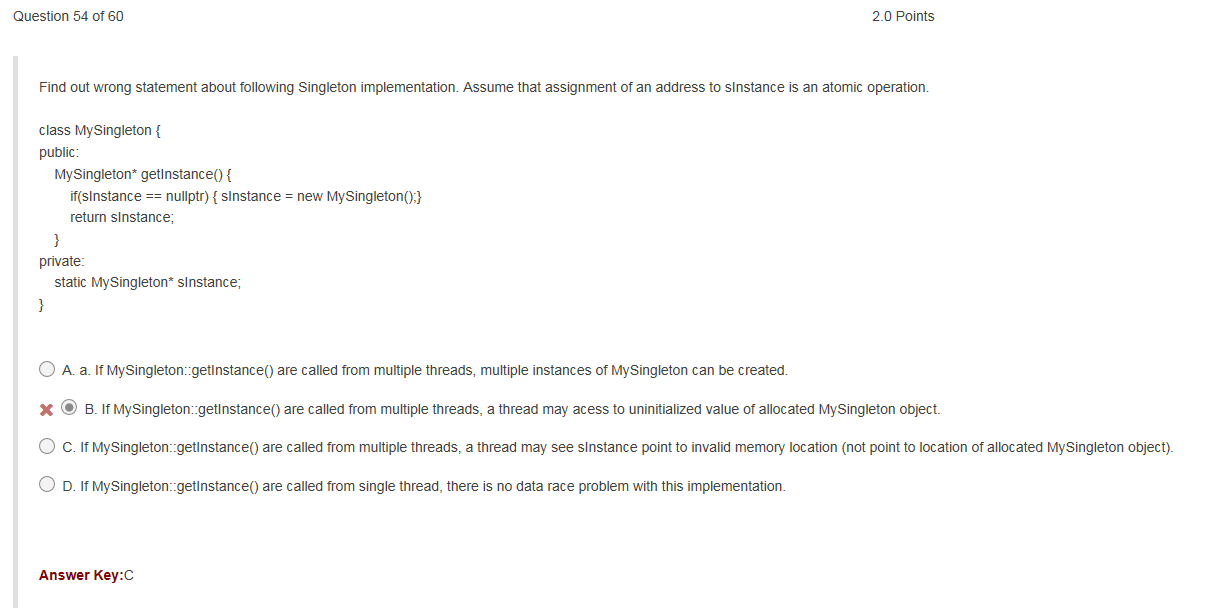 Question 54 of 60
2.0 Points
Find out wrong statement about following Singleton implementation. Assume that assignment of an address to sInstance is an atomic operation.
class MySingleton {
public:
MySingleton* getInstance() {
if(sInstance == nullptr) { sInstance = new MySingleton();}
return sInstance;
}
private:
static MySingleton* sInstance;
}
A. a. If MySingleton::getInstance() are called from multiple threads, multiple instances of MySingleton can be created.
B. If MySingleton::getInstance() are called from multiple threads, a thread may acess to uninitialized value of allocated MySingleton object.
C. If MySingleton::getInstance() are called from multiple threads, a thread may see sInstance point to invalid memory location (not point to location of allocated MySingleton object).
D. If MySingleton::getInstance() are called from single thread, there is no data race problem with this implementation.
Answer Key:C